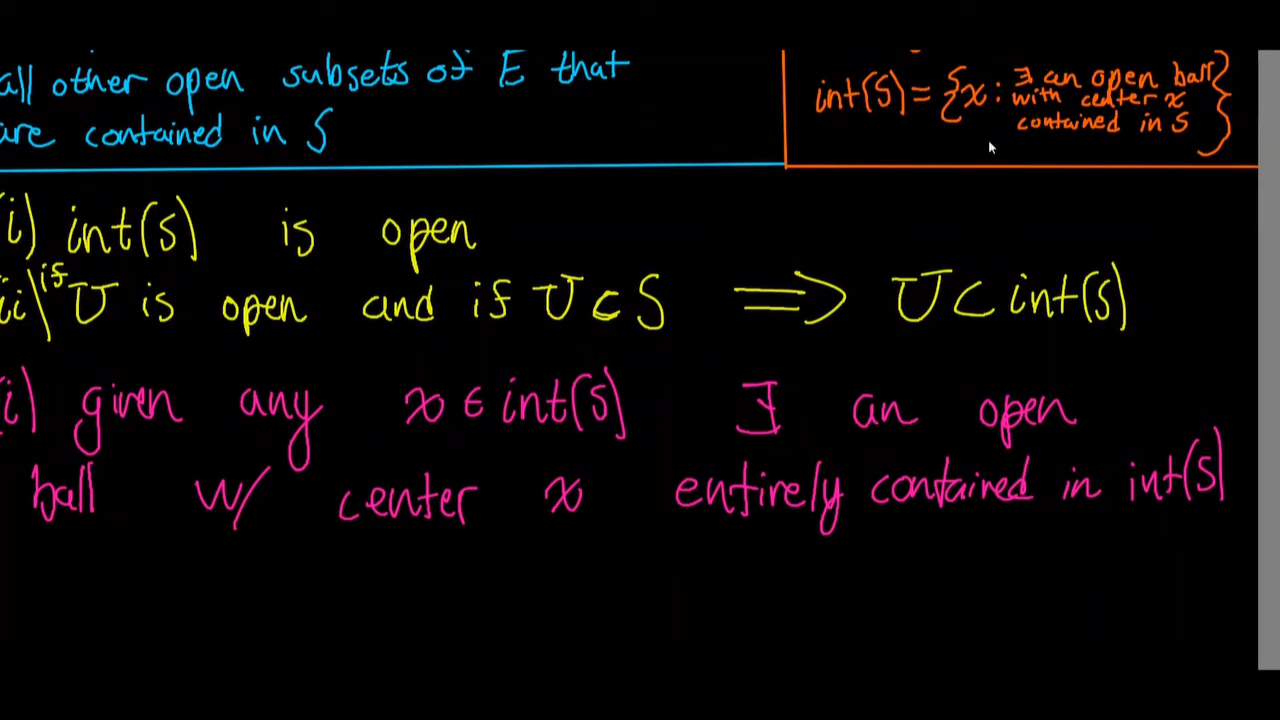 all other open subsets of E that
are contained in S
int(S) = {x: ∃ an open ball
with center x
contained in S}
i) int(S) is open
ii) if U is open and if U ⊂ S ⟹ U ⊂ int(S)
i) given any x ∈ int(S) ∃ an open
ball w/ center x entirely contained in int(S)